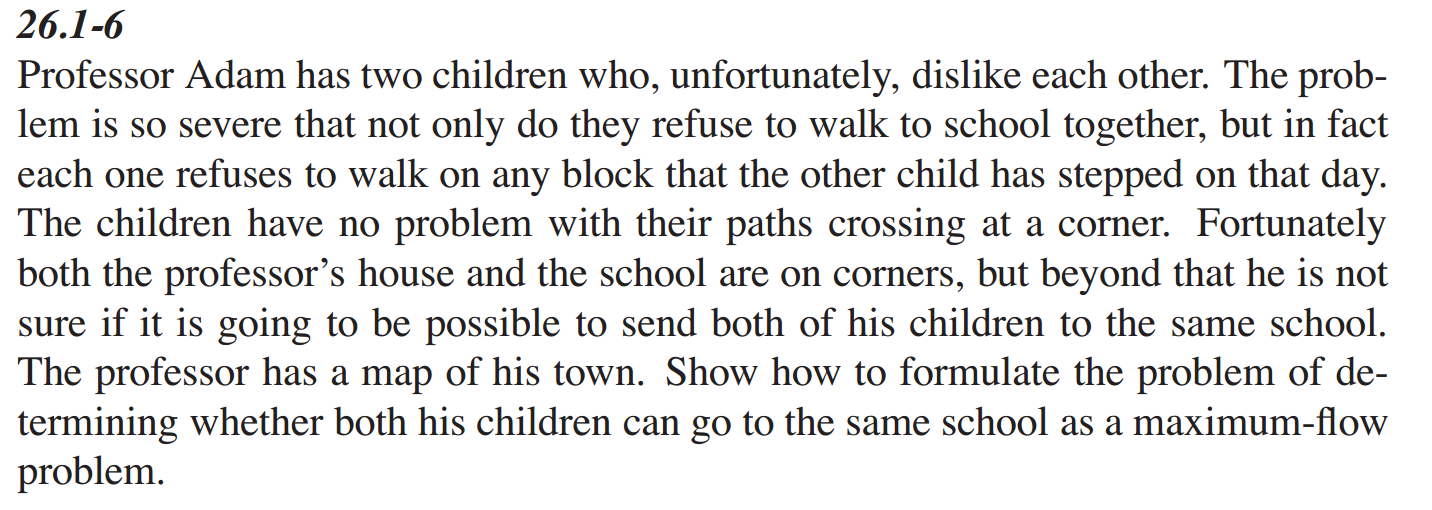 26.1-6
Professor Adam has two children who, unfortunately, dislike each other. The prob-
lem is so severe that not only do they refuse to walk to school together, but in fact
each one refuses to walk on any block that the other child has stepped on that day.
The children have no problem with their paths crossing at a corner. Fortunately
both the professor's house and the school are on corners, but beyond that he is not
sure if it is going to be possible to send both of his children to the same school.
The professor has a map of his town. Show how to formulate the problem of de-
termining whether both his children can go to the same school as a maximum-flow
problem.